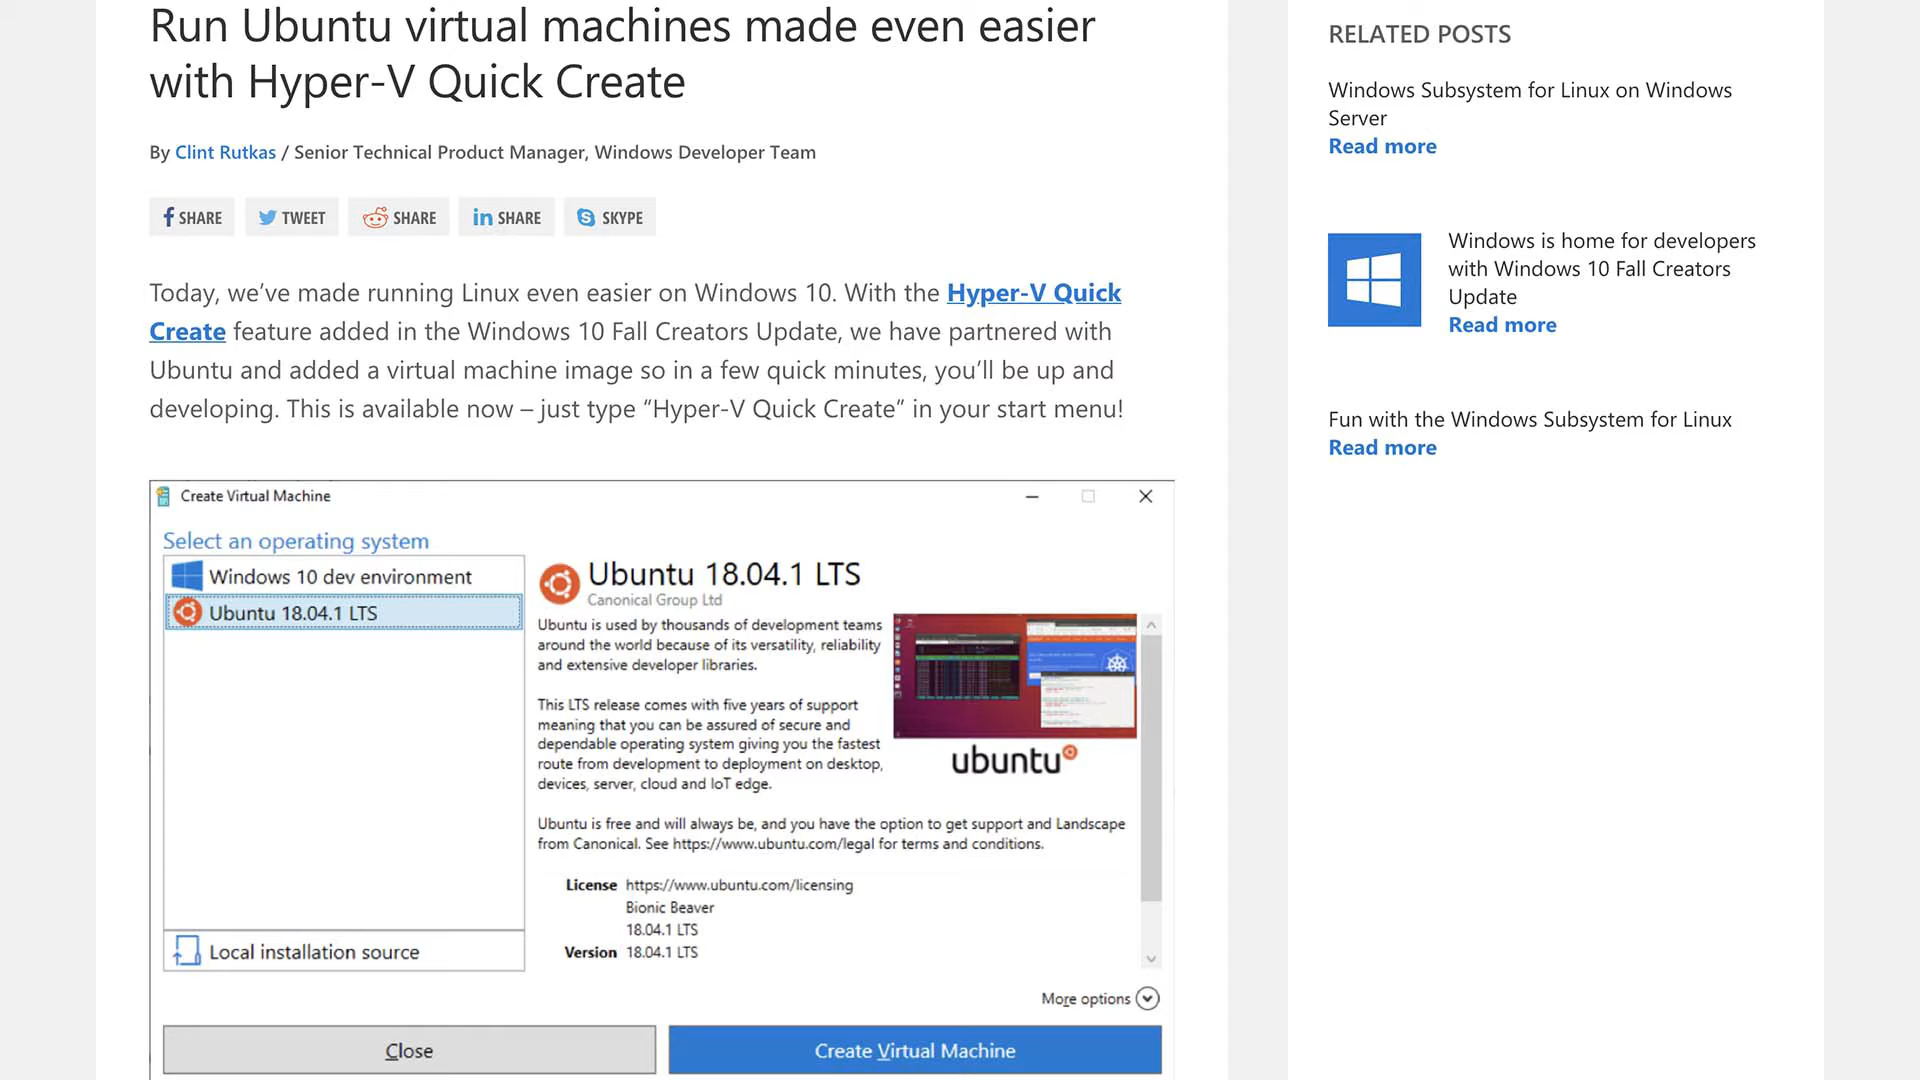 Run Ubuntu virtual machines made even easier
with Hyper-V Quick Create
By Clint Rutkas / Senior Technical Product Manager, Windows Developer Team
SHARE
TWEET
SHARE
SHARE
SKYPE
Today, we’ve made running Linux even easier on Windows 10. With the Hyper-V Quick
Create feature added in the Windows 10 Fall Creators Update, we have partnered with
Ubuntu and added a virtual machine image so in a few quick minutes, you’ll be up and
developing. This is available now – just type “Hyper-V Quick Create” in your start menu!
Create Virtual Machine
Select an operating system
Windows 10 dev environment
Ubuntu 18.04.1 LTS
Local installation source
Ubuntu 18.04.1 LTS
Canonical Group Ltd
Ubuntu is used by thousands of development teams
around the world because of its versatility, reliability
and extensive developer libraries.
This LTS release comes with five years of support
meaning that you can be assured of secure and
dependable operating system giving you the fastest
route from development to deployment on desktop,
devices, server, cloud and IoT edge.
ubuntu
Ubuntu is free and will always be, and you have the option to get support and Landscape
from Canonical. See https://www.ubuntu.com/legal for terms and conditions.
License https://www.ubuntu.com/licensing
Bionic Beaver
18.04.1 LTS
Version 18.04.1 LTS
More options
Close
Create Virtual Machine
RELATED POSTS
Windows Subsystem for Linux on Windows
Server
Read more
Windows is home for developers
with Windows 10 Fall Creators
Update
Read more
Fun with the Windows Subsystem for Linux
Read more